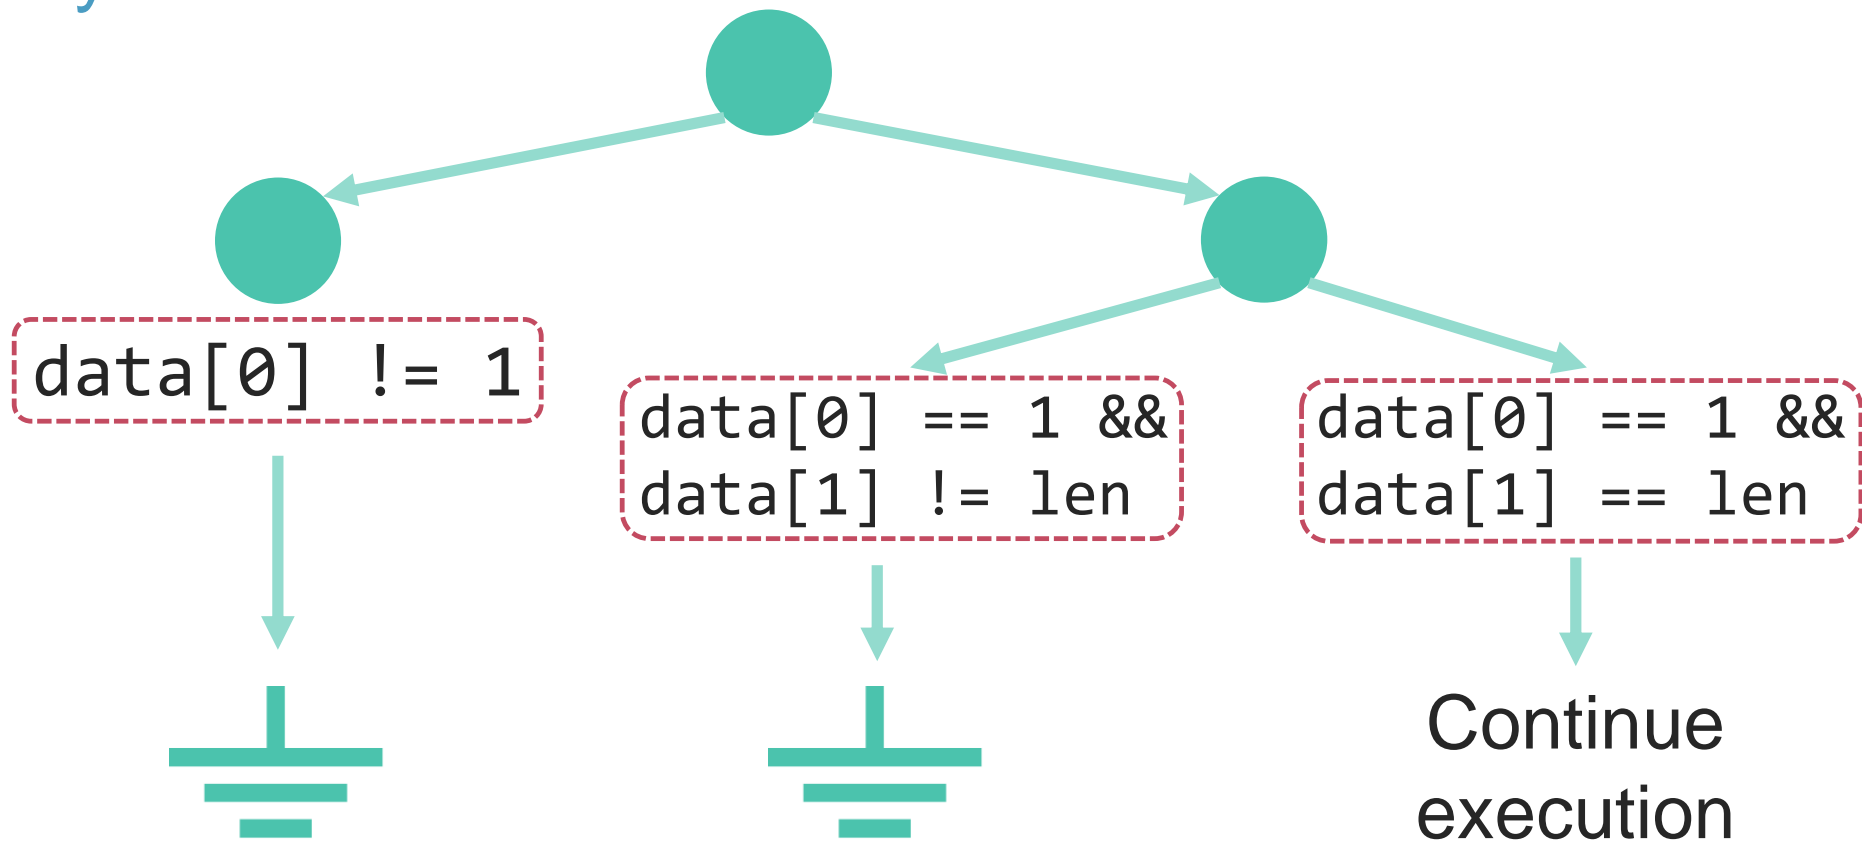 data[0] != 1
data[0] == 1 &&
data[1] != len
data[0] == 1 &&
data[1] == len
Continue
execution